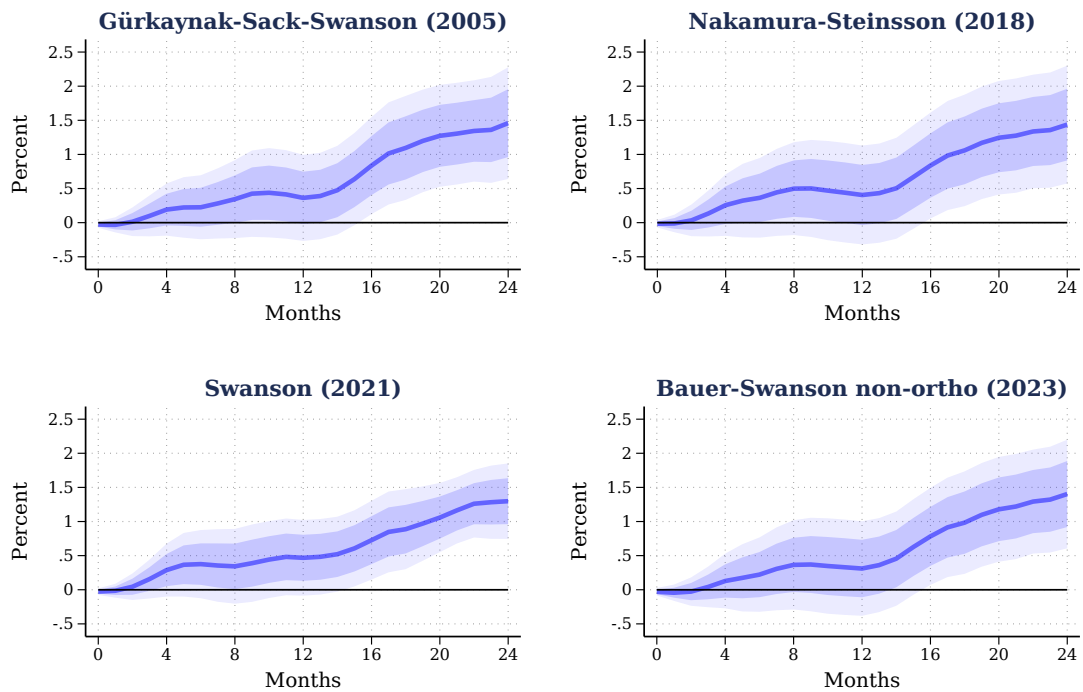 Gürkaynak-Sack-Swanson (2005)
Percent
2.5
2
1.5
1
.5
0
-.5
0 4 8 12 16 20 24
Months
Nakamura-Steinsson (2018)
Percent
2.5
2
1.5
1
.5
0
-.5
0 4 8 12 16 20 24
Months
Swanson (2021)
Percent
2.5
2
1.5
1
.5
0
-.5
0 4 8 12 16 20 24
Months
Bauer-Swanson non-ortho (2023)
Percent
2.5
2
1.5
1
.5
0
-.5
0 4 8 12 16 20 24
Months